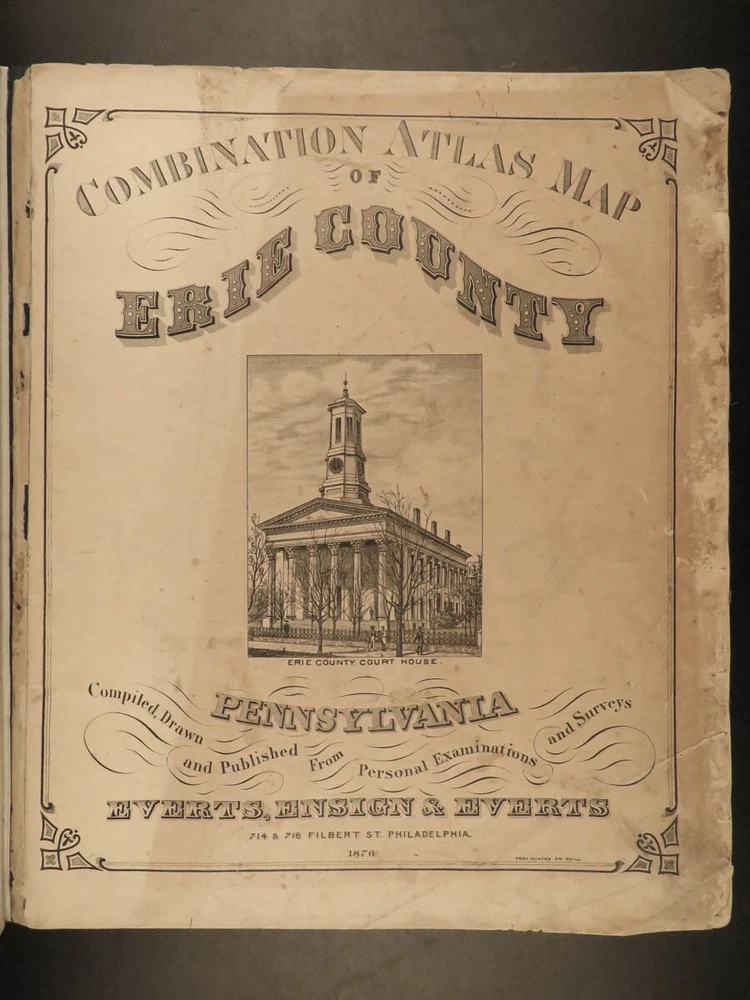 COMBINATION ATLAS MAP
OF
ERIE COUNTY
ERIE COUNTY COURT HOUSE.
PENNSYLVANIA
Compiled, Drawn and Published From Personal Examinations and Surveys
EVERTS, ENSIGN & EVERTS
714 & 716 FILBERT ST. PHILADELPHIA.
1876